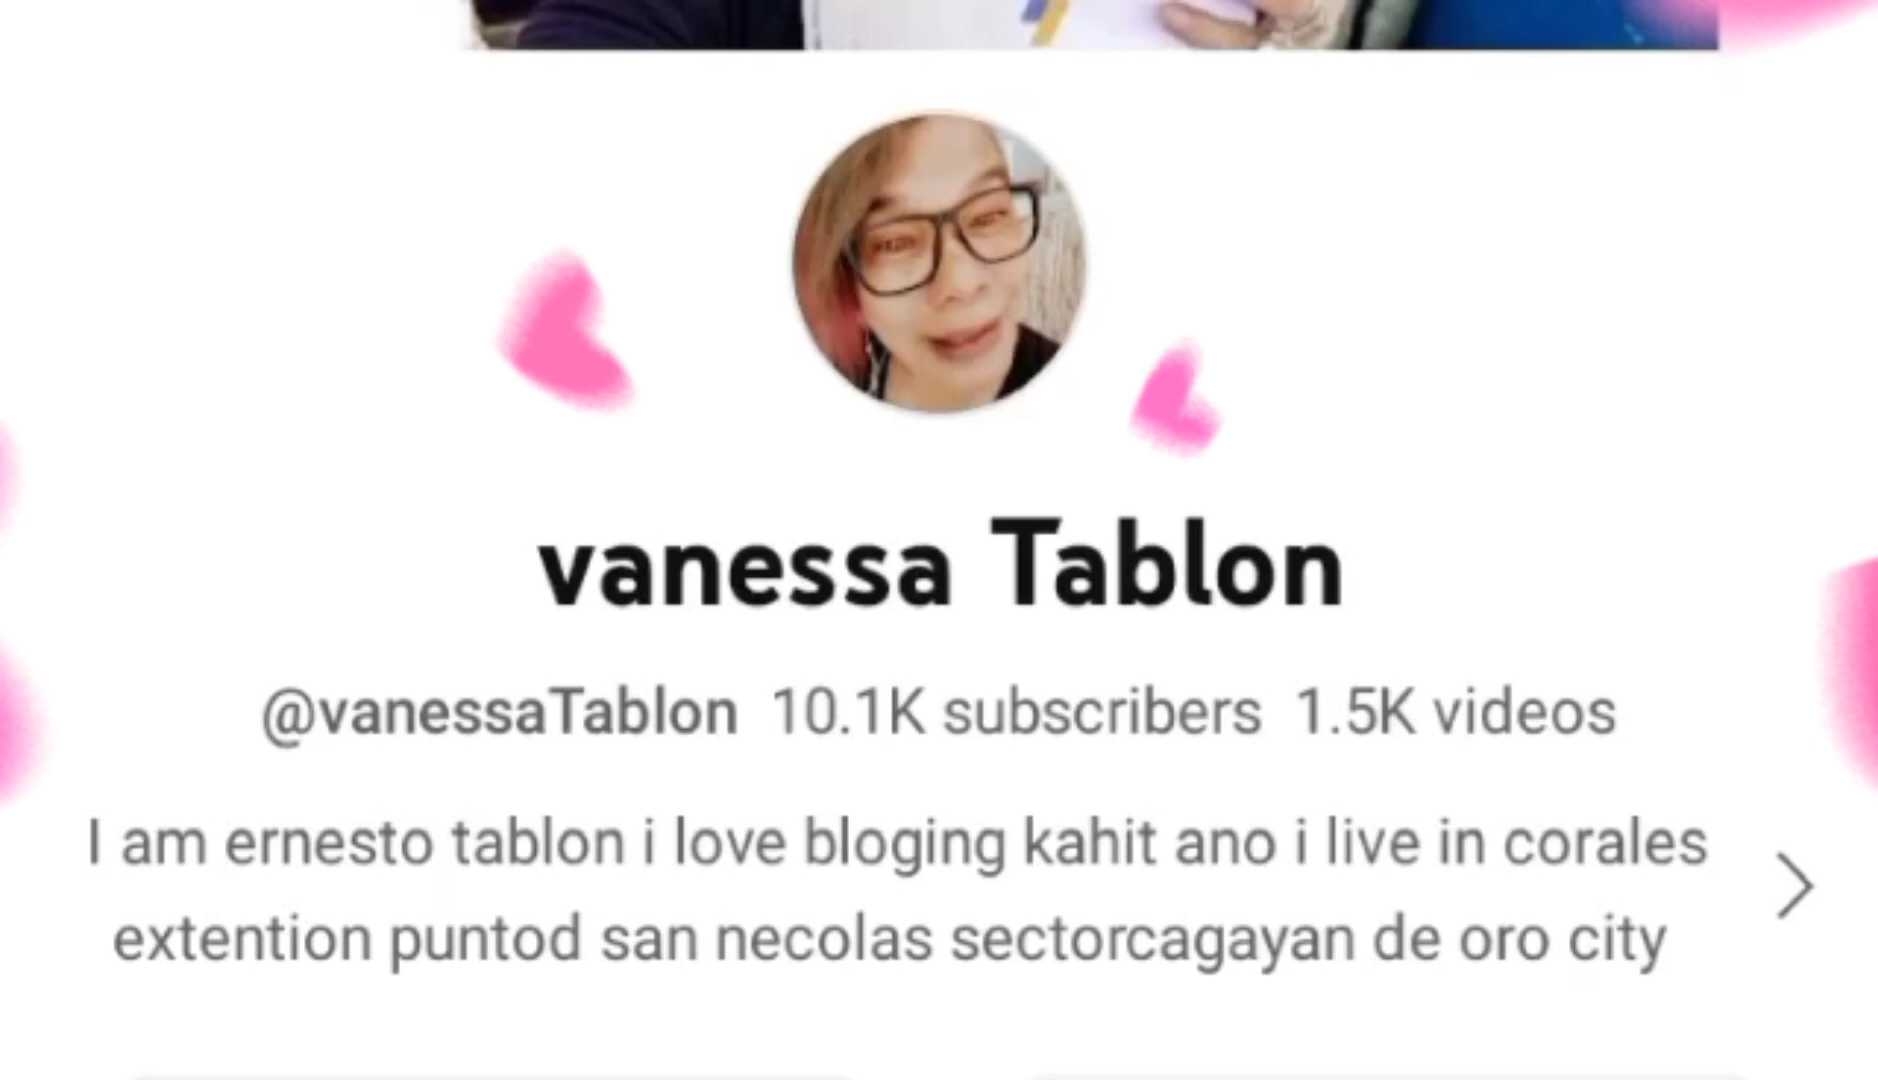 vanessa Tablon
@vanessaTablon 10.1K subscribers 1.5K videos
I am ernesto tablon i love bloging kahit ano i live in corales
extention puntod san necolas sectorcagayan de oro city